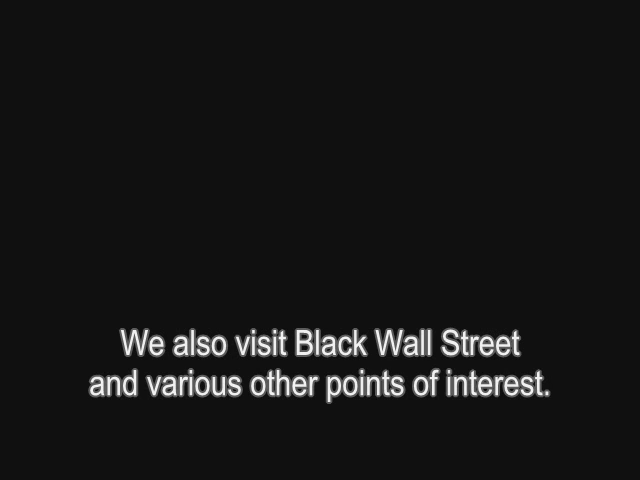 We also visit Black Wall Street
and various other points of interest.